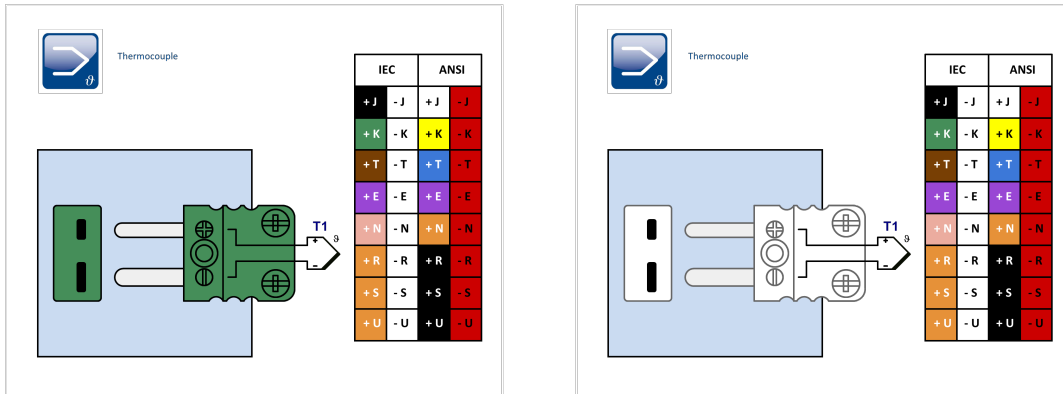 Thermocouple
ϑ
IEC ANSI
+ J - J + J - J
+ K - K + K - K
+ T - T + T - T
+ E - E + E - E
+ N - N + N - N
+ R - R + R - R
+ S - S + S - S
+ U - U + U - U
T1
+ ϑ
–
Thermocouple
ϑ
IEC ANSI
+ J - J + J - J
+ K - K + K - K
+ T - T + T - T
+ E - E + E - E
+ N - N + N - N
+ R - R + R - R
+ S - S + S - S
+ U - U + U - U
T1
+ ϑ
–